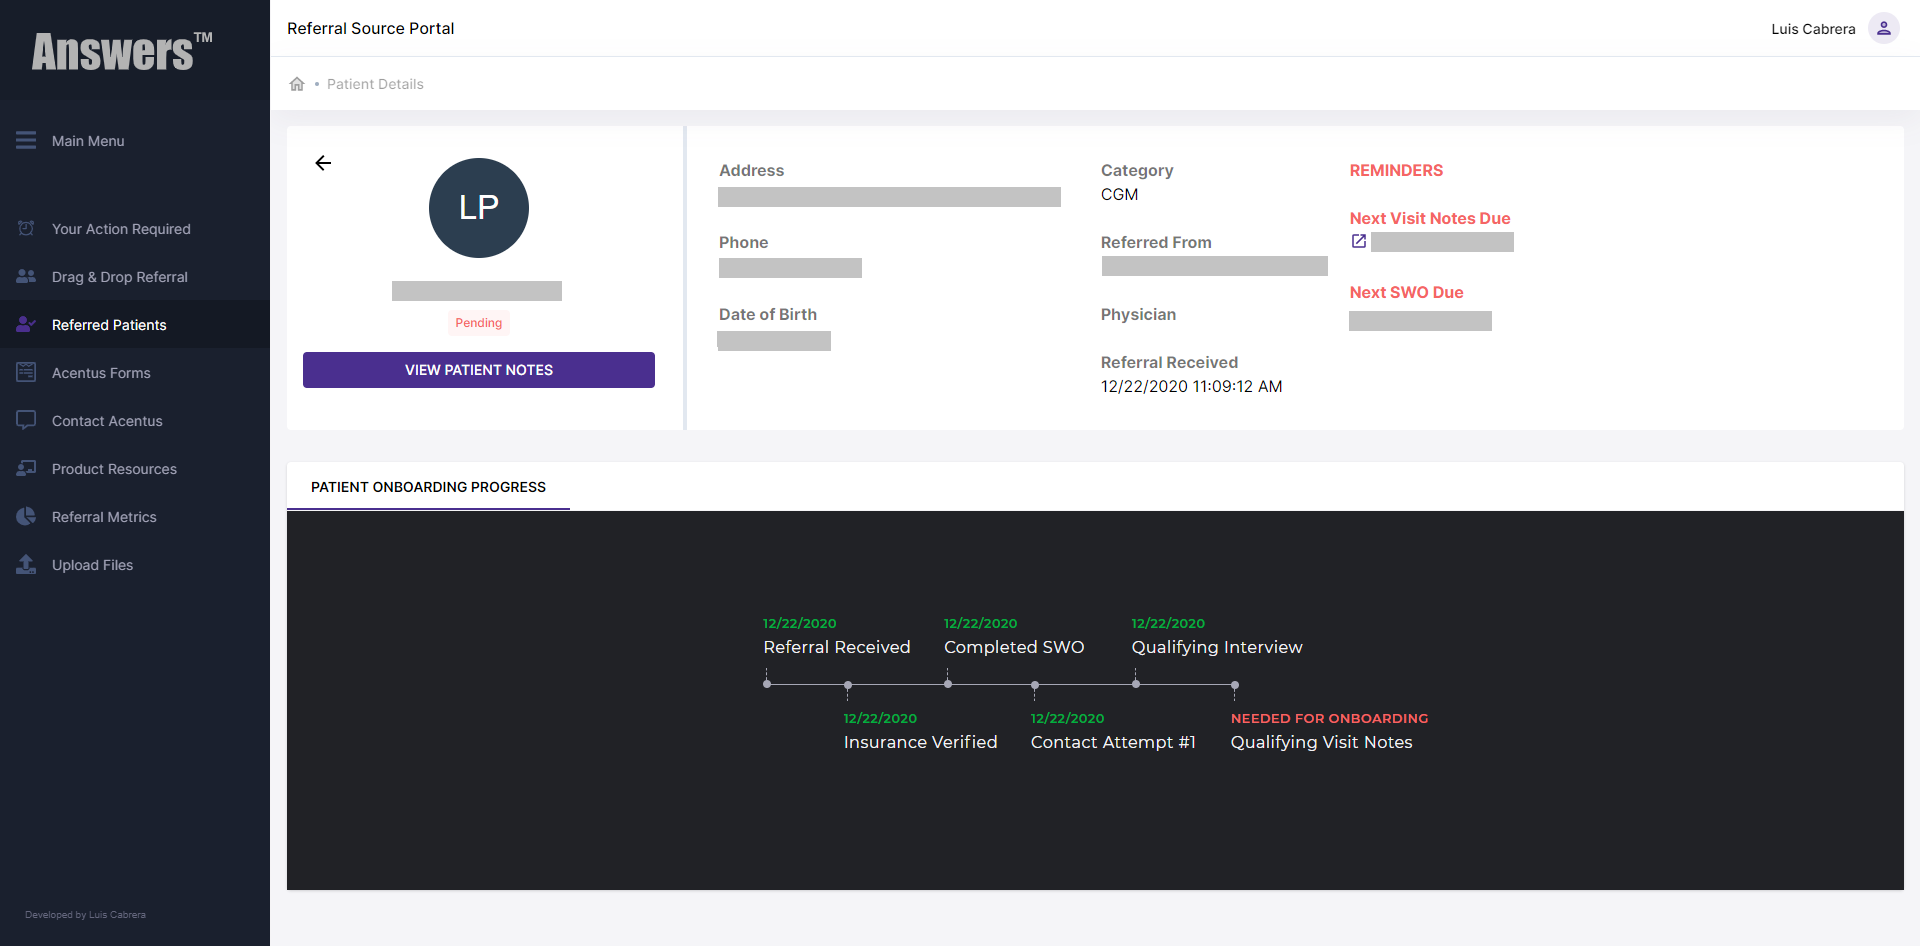 Answers™
Main Menu
Your Action Required
Drag & Drop Referral
Referred Patients
Acentus Forms
Contact Acentus
Product Resources
Referral Metrics
Upload Files
Developed by Luis Cabrera
Referral Source Portal
Luis Cabrera
• Patient Details
LP
Pending
VIEW PATIENT NOTES
Address
Phone
Date of Birth
Category
CGM
Referred From
Physician
Referral Received
12/22/2020 11:09:12 AM
REMINDERS
Next Visit Notes Due
Next SWO Due
PATIENT ONBOARDING PROGRESS
12/22/2020
Referral Received
12/22/2020
Completed SWO
12/22/2020
Qualifying Interview
12/22/2020
Insurance Verified
12/22/2020
Contact Attempt #1
NEEDED FOR ONBOARDING
Qualifying Visit Notes